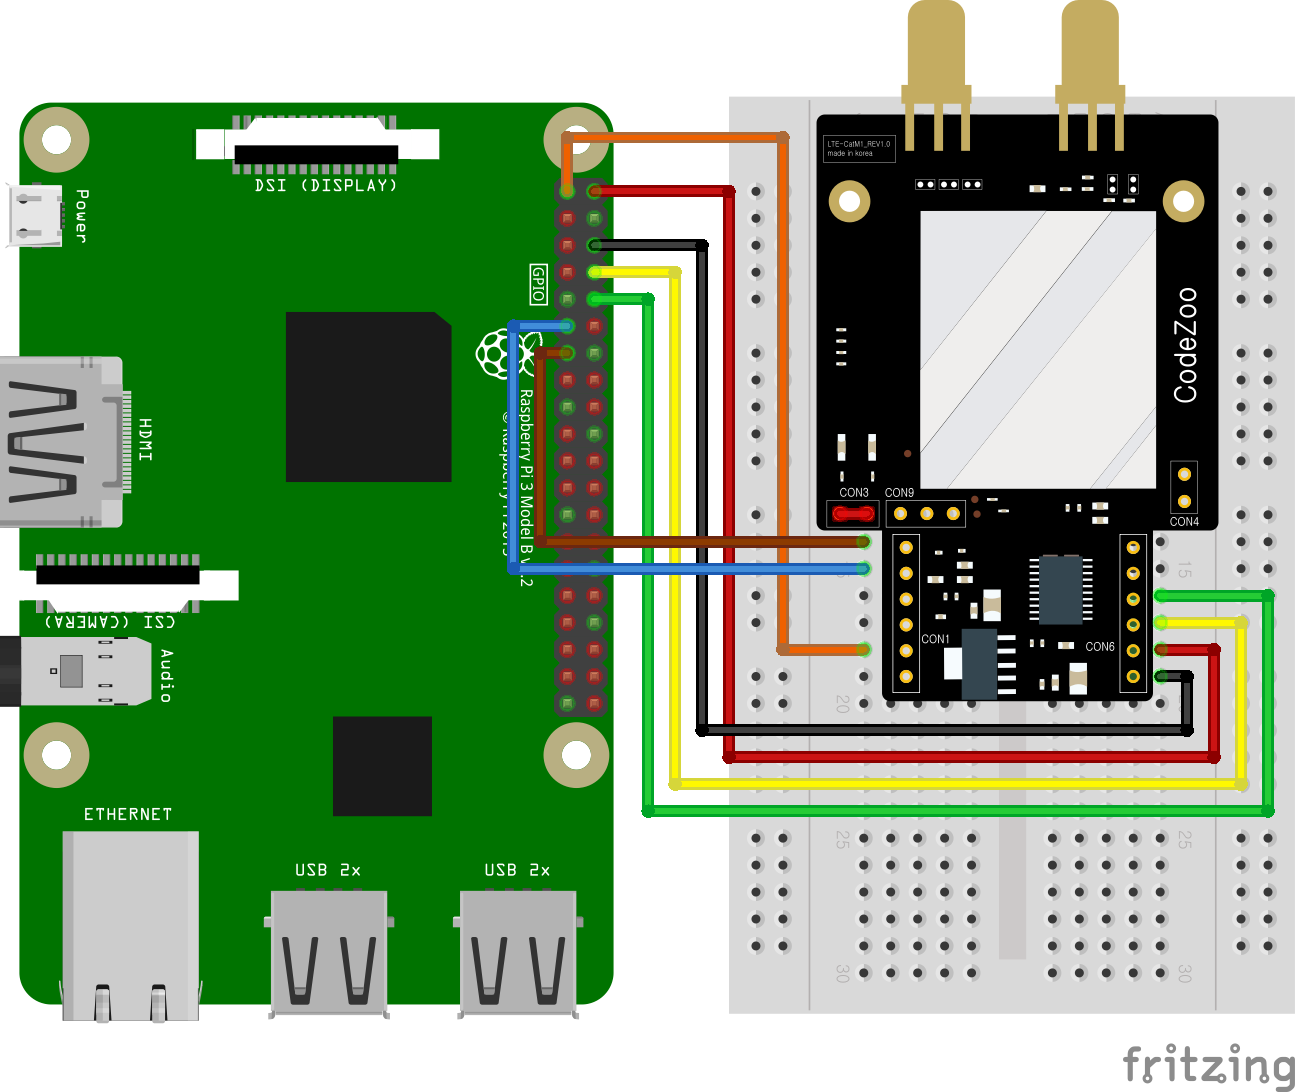 LTE-CatM1_REV1.0
made in korea
DSI (DISPLAY)
Power
GPIO
CodeZoo
HDMI
Raspberry Pi 3 Model B v1.2
© Raspberry Pi 2015
CON3
CON9
CON4
15
CSI (CAMERA)
CON1
CON6
Audio
20
ETHERNET
25
25
USB 2x
USB 2x
30
30
fritzing